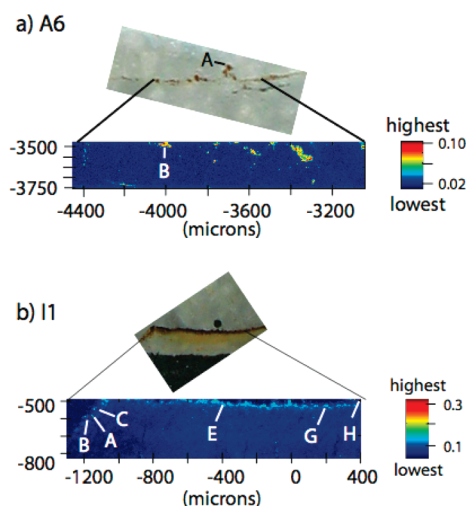 a) A6
A
highest
0.10
0.02
lowest
-3500
-3750
B
-4400 -4000 -3600 -3200
(microns)
b) I1
highest
0.3
0.1
lowest
-500
-800
B A C E G H
-1200 -800 -400 0 400
(microns)